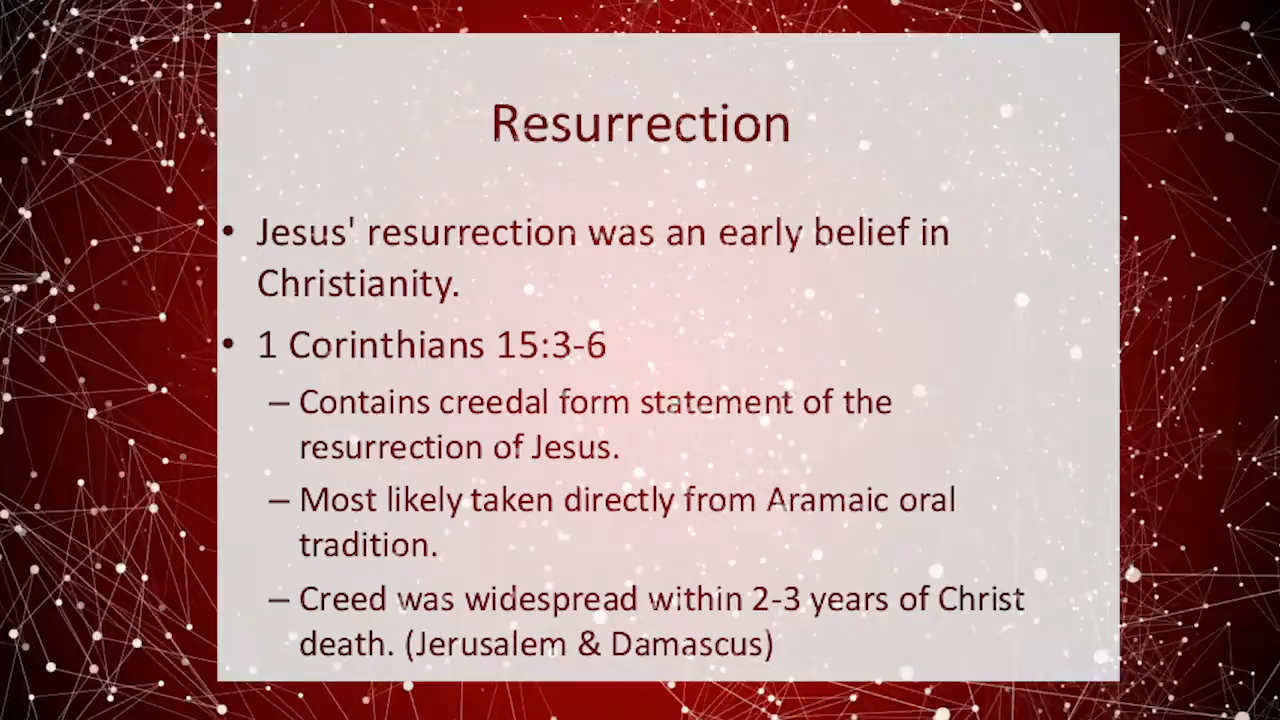 Resurrection
• Jesus' resurrection was an early belief in
Christianity.
• 1 Corinthians 15:3-6
– Contains creedal form statement of the
resurrection of Jesus.
– Most likely taken directly from Aramaic oral
tradition.
– Creed was widespread within 2-3 years of Christ
death. (Jerusalem & Damascus)